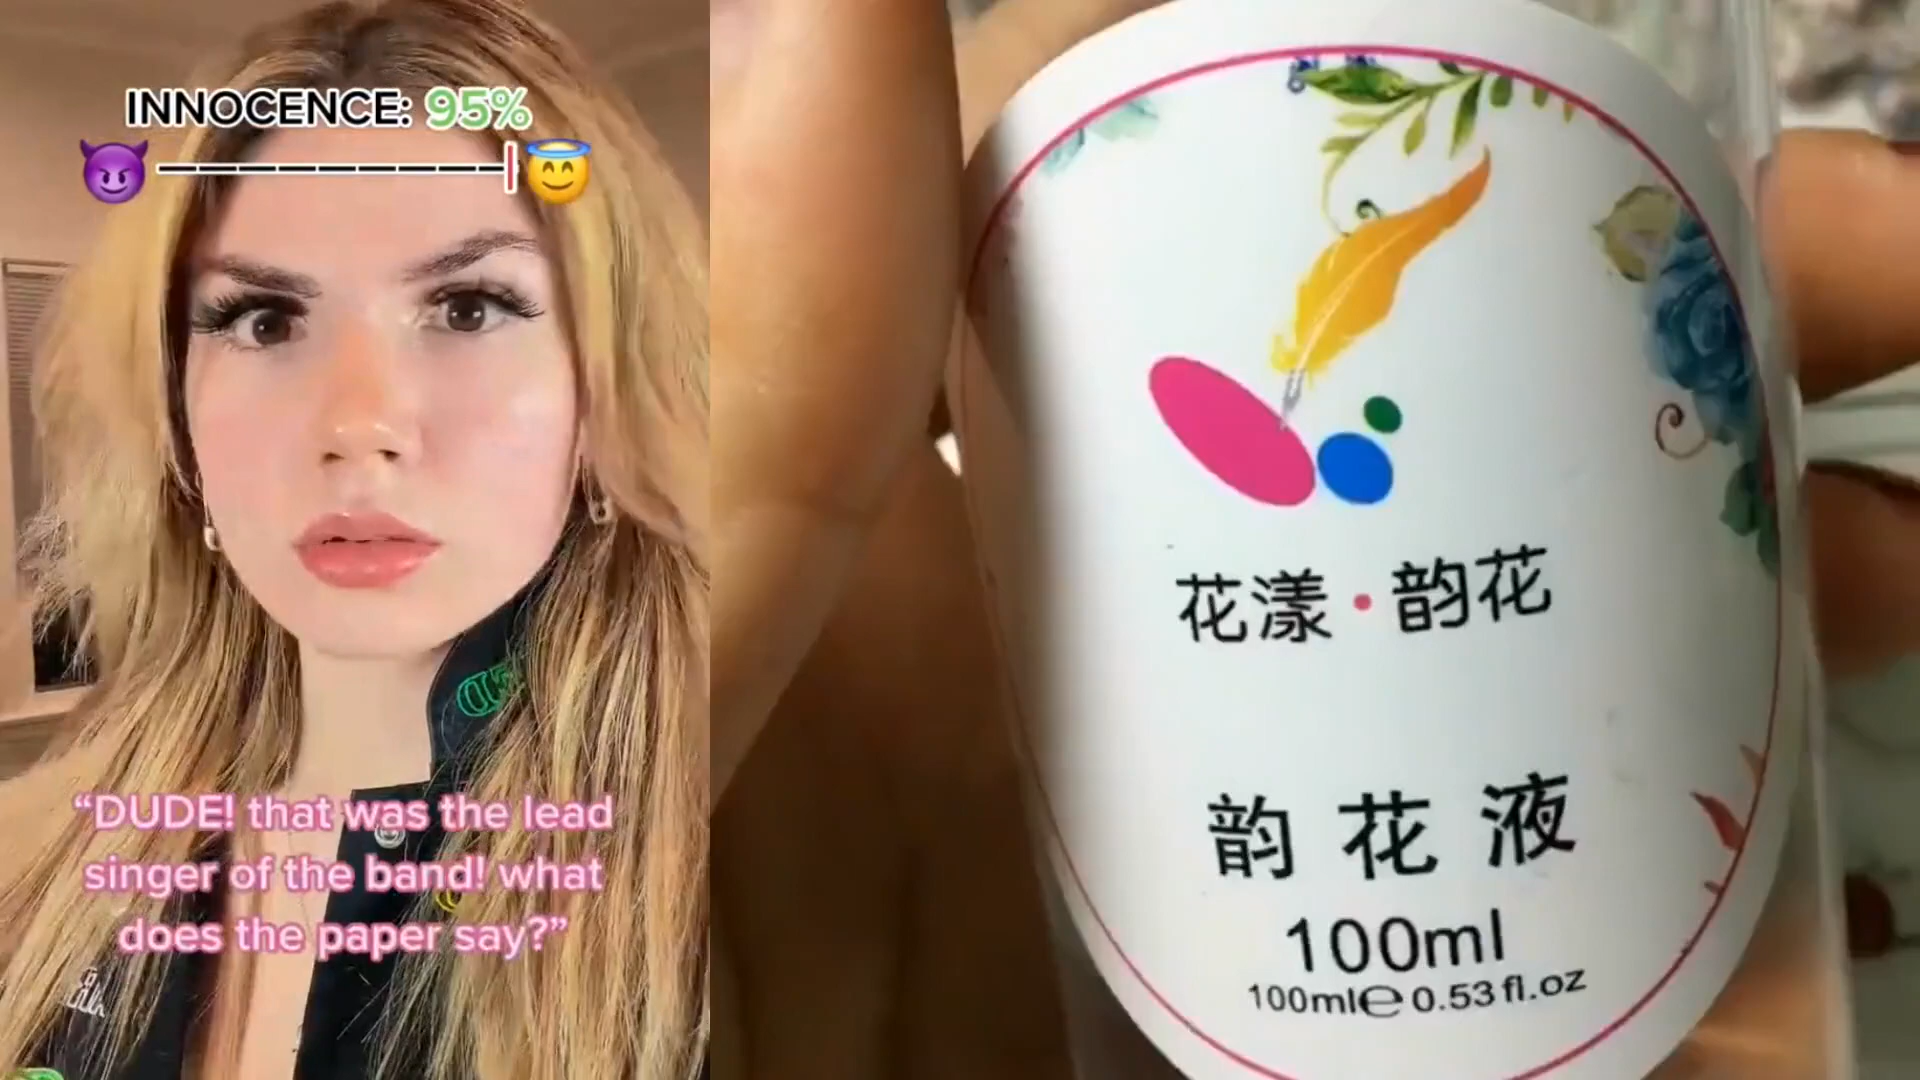 INNOCENCE: 95%
“DUDE! that was the lead
singer of the band! what
does the paper say?”
花漾·韵花
韵花液
100ml
100ml℮0.53fl.oz